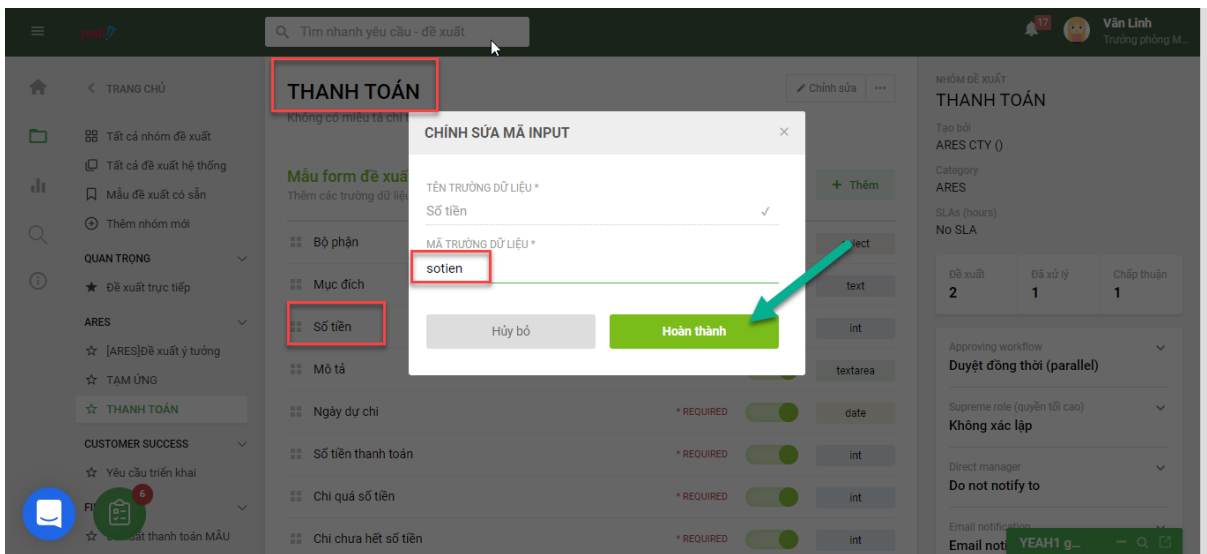 yeah1
Tìm nhanh yêu cầu - đề xuất
17
Văn Linh
Trưởng phòng M...
TRANG CHỦ
Tất cả nhóm đề xuất
Tất cả đề xuất hệ thống
Mẫu đề xuất có sẵn
Thêm nhóm mới
QUAN TRỌNG
Đề xuất trực tiếp
ARES
[ARES]Đề xuất ý tưởng
TẠM ỨNG
THANH TOÁN
CUSTOMER SUCCESS
Yêu cầu triển khai
6
FI
xuất thanh toán MẪU
THANH TOÁN
Chỉnh sửa
Không có miêu tả chi t
Mẫu form đề xuấ
Thêm các trường dữ liệu
+ Thêm
Bộ phận
select
Mục đích
text
Số tiền
int
Mô tả
textarea
Ngày dự chi
* REQUIRED
date
Số tiền thanh toán
* REQUIRED
int
Chi quá số tiền
* REQUIRED
int
Chi chưa hết số tiền
* REQUIRED
int
CHỈNH SỬA MÃ INPUT
TÊN TRƯỜNG DỮ LIỆU *
Số tiền
MÃ TRƯỜNG DỮ LIỆU *
sotien
Hủy bỏ
Hoàn thành
NHÓM ĐỀ XUẤT
THANH TOÁN
Tạo bởi
ARES CTY ()
Category
ARES
SLAs (hours)
No SLA
Đề xuất Đã xử lý Chấp thuận
2 1 1
Approving workflow
Duyệt đồng thời (parallel)
Supreme role (quyền tối cao)
Không xác lập
Direct manager
Do not notify to
Email notification
Email noti
YEAH1 g...